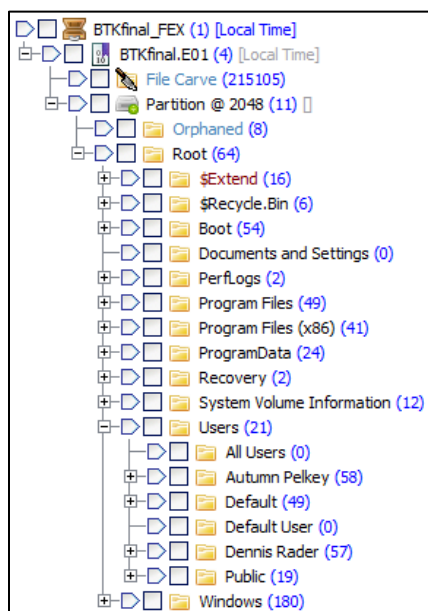 BTKfinal_FEX (1) [Local Time]
BTKfinal.E01 (4) [Local Time]
File Carve (215105)
Partition @ 2048 (11) []
Orphaned (8)
Root (64)
$Extend (16)
$Recycle.Bin (6)
Boot (54)
Documents and Settings (0)
PerfLogs (2)
Program Files (49)
Program Files (x86) (41)
ProgramData (24)
Recovery (2)
System Volume Information (12)
Users (21)
All Users (0)
Autumn Pelkey (58)
Default (49)
Default User (0)
Dennis Rader (57)
Public (19)
Windows (180)